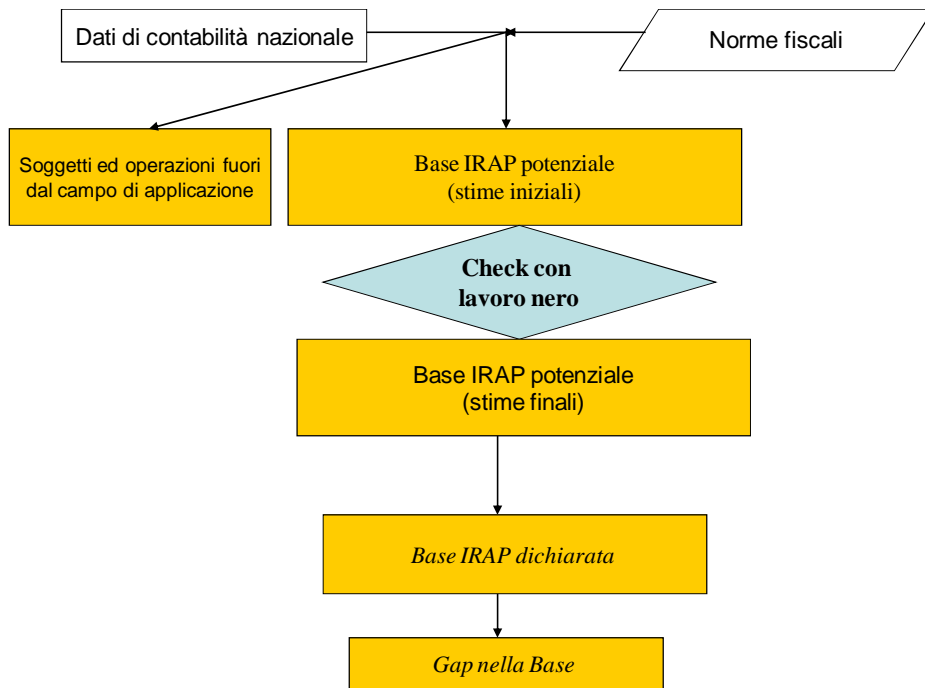 Dati di contabilità nazionale
Norme fiscali
Soggetti ed operazioni fuori
dal campo di applicazione
Base IRAP potenziale
(stime iniziali)
Check con
lavoro nero
Base IRAP potenziale
(stime finali)
Base IRAP dichiarata
Gap nella Base